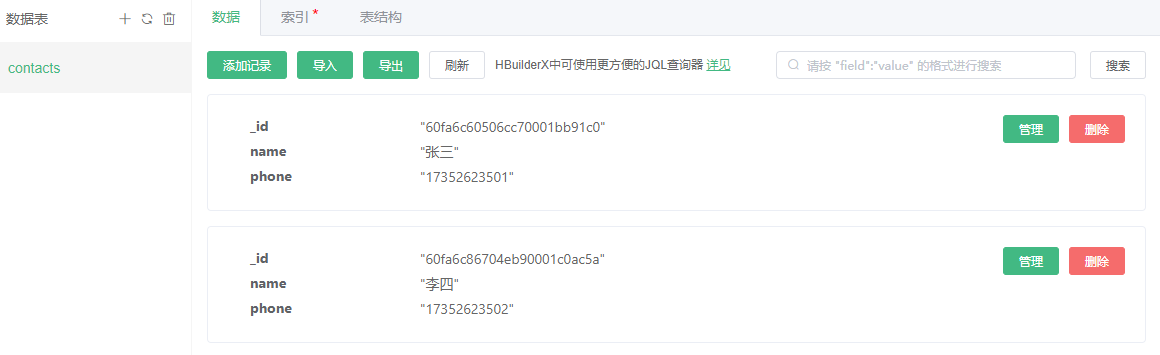 数据表
contacts
数据 索引 * 表结构
添加记录 导入 导出 刷新 HBuilderX中可使用更方便的JQL查询器 详见 请按 "field":"value" 的格式进行搜索 搜索
_id "60fa6c60506cc70001bb91c0" 管理 删除
name "张三"
phone "17352623501"
_id "60fa6c86704eb90001c0ac5a" 管理 删除
name "李四"
phone "17352623502"